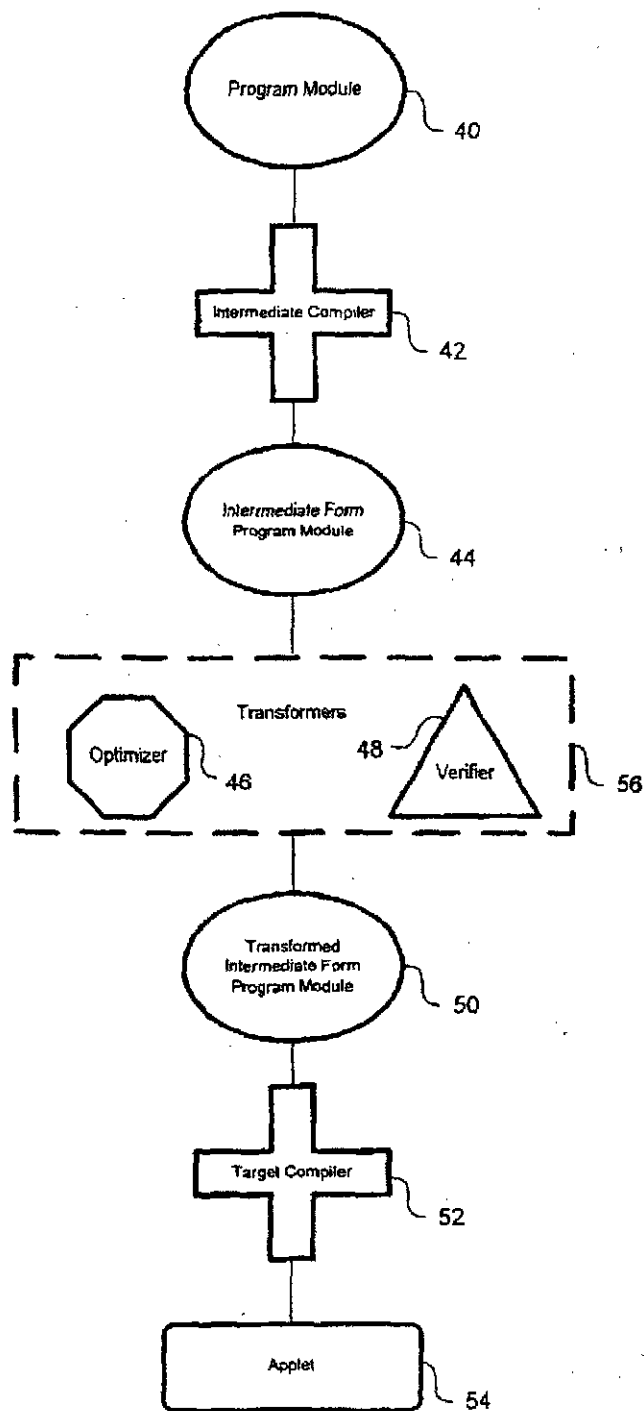 Program Module
40
Intermediate Compiler
42
Intermediate Form
Program Module
44
Transformers
Optimizer
46
48
Verifier
56
Transformed
Intermediate Form
Program Module
50
Target Compiler
52
Applet
54